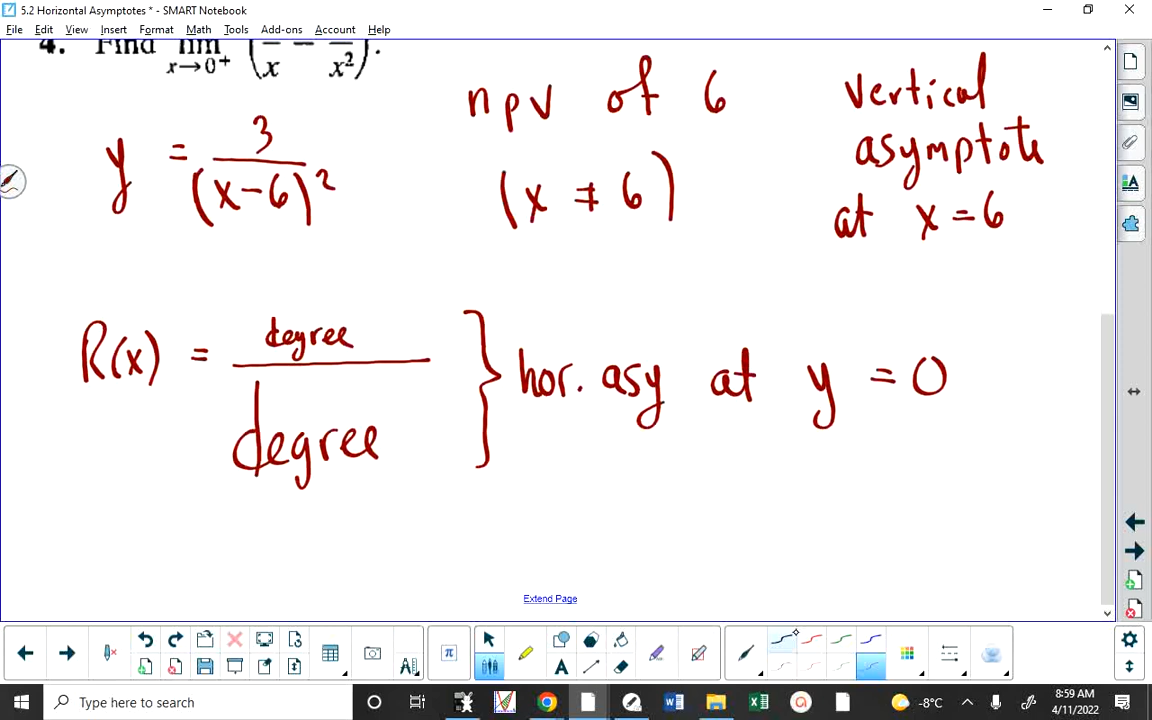 5.2 Horizontal Asymptotes * - SMART Notebook
File Edit View Insert Format Math Tools Add-ons Account Help
4. Find lim x→0+ ( / x − / x²).
npv of 6
(x ≠ 6)
vertical
asymptote
at x = 6
y = 3 / (x-6)²
R(x) = degree / degree } hor. asy at y = 0
Extend Page
Type here to search
-8°C
8:59 AM
4/11/2022